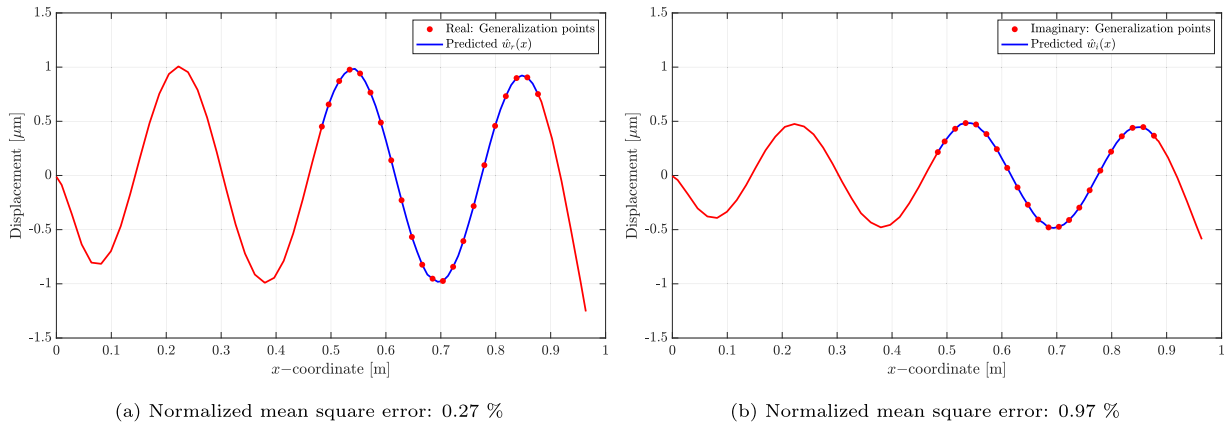 1.5
1
0.5
0
-0.5
-1
-1.5
Displacement [μm]
Real: Generalization points
Predicted ŵr(x)
0 0.1 0.2 0.3 0.4 0.5 0.6 0.7 0.8 0.9 1
x−coordinate [m]
(a) Normalized mean square error: 0.27 %
1.5
1
0.5
0
-0.5
-1
-1.5
Displacement [μm]
Imaginary: Generalization points
Predicted ŵi(x)
0 0.1 0.2 0.3 0.4 0.5 0.6 0.7 0.8 0.9 1
x−coordinate [m]
(b) Normalized mean square error: 0.97 %